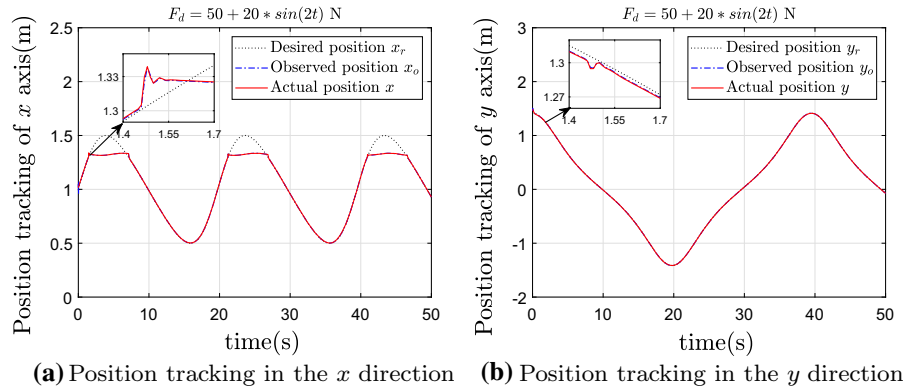 F_d = 50 + 20 * sin(2t) N
Position tracking of x axis(m)
2.5
2
1.5
1
0.5
0
0
10
20
30
40
50
time(s)
1.33
1.3
1.4
1.55
1.7
Desired position x_r
Observed position x_o
Actual position x
(a) Position tracking in the x direction
F_d = 50 + 20 * sin(2t) N
Position tracking of y axis(m)
3
2
1
0
-1
-2
0
10
20
30
40
50
time(s)
1.3
1.27
1.4
1.55
1.7
Desired position y_r
Observed position y_o
Actual position y
(b) Position tracking in the y direction